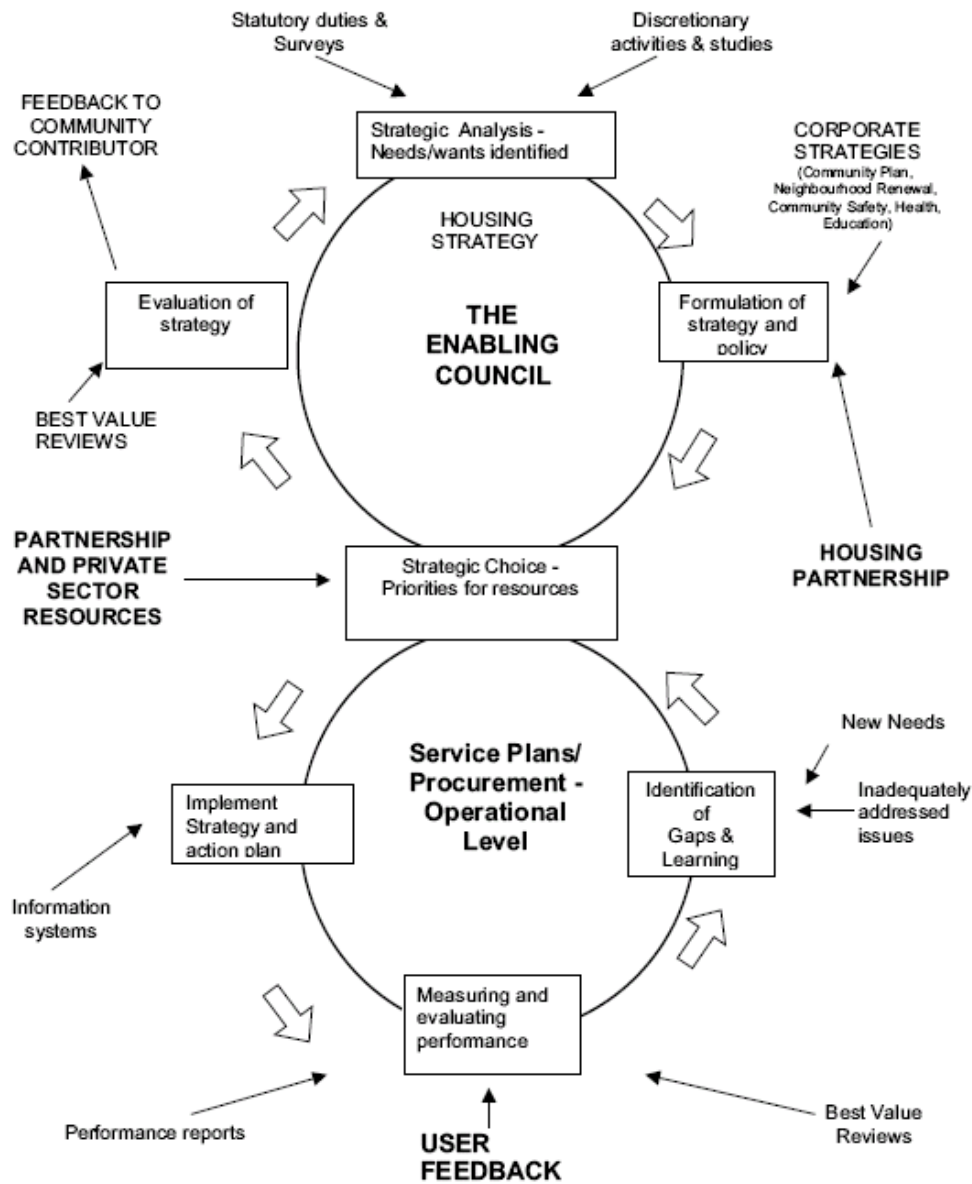 Statutory duties &
Surveys
Discretionary
activities & studies
FEEDBACK TO
COMMUNITY
CONTRIBUTOR
Strategic Analysis -
Needs/wants identified
CORPORATE
STRATEGIES
(Community Plan,
Neighbourhood Renewal,
Community Safety, Health,
Education)
HOUSING
STRATEGY
Evaluation of
strategy
THE
ENABLING
COUNCIL
Formulation of
strategy and
policy
BEST VALUE
REVIEWS
PARTNERSHIP
AND PRIVATE
SECTOR
RESOURCES
Strategic Choice -
Priorities for resources
HOUSING
PARTNERSHIP
Service Plans/
Procurement -
Operational
Level
New Needs
Implement
Strategy and
action plan
Identification
of
Gaps &
Learning
Inadequately
addressed
issues
Information
systems
Measuring and
evaluating
performance
Performance reports
USER
FEEDBACK
Best Value
Reviews